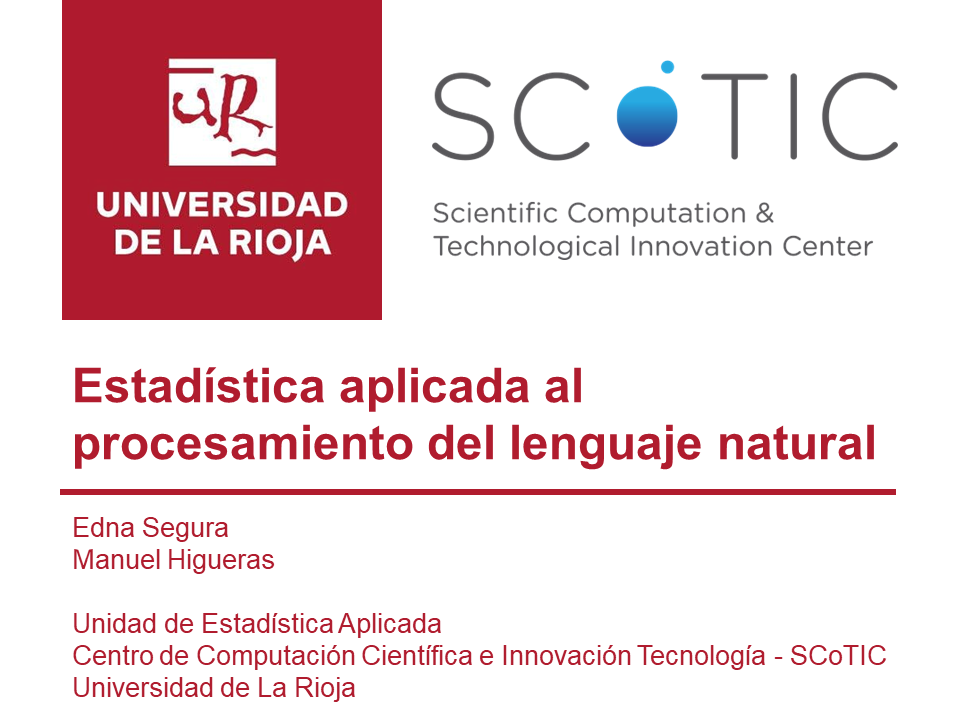 UR
UNIVERSIDAD
DE LA RIOJA
SCOTIC
Scientific Computation &
Technological Innovation Center
Estadística aplicada al
procesamiento del lenguaje natural
Edna Segura
Manuel Higueras
Unidad de Estadística Aplicada
Centro de Computación Científica e Innovación Tecnología - SCoTIC
Universidad de La Rioja